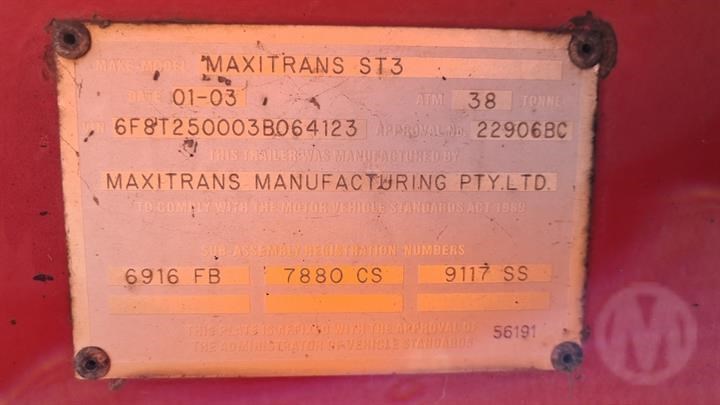 MAKE-MODEL MAXITRANS ST3
DATE 01-03 ATM 38 TONNE
VIN 6F8T250003B064123 APPROVAL No. 22906BC
THIS TRAILER WAS MANUFACTURED BY
MAXITRANS MANUFACTURING PTY.LTD.
TO COMPLY WITH THE MOTOR VEHICLE STANDARDS ACT 1989
SUB-ASSEMBLY REGISTRATION NUMBERS
6916 FB 7880 CS 9117 SS
THIS PLATE IS AFFIXED WITH THE APPROVAL OF
THE ADMINISTRATOR OF VEHICLE STANDARDS 56191
M